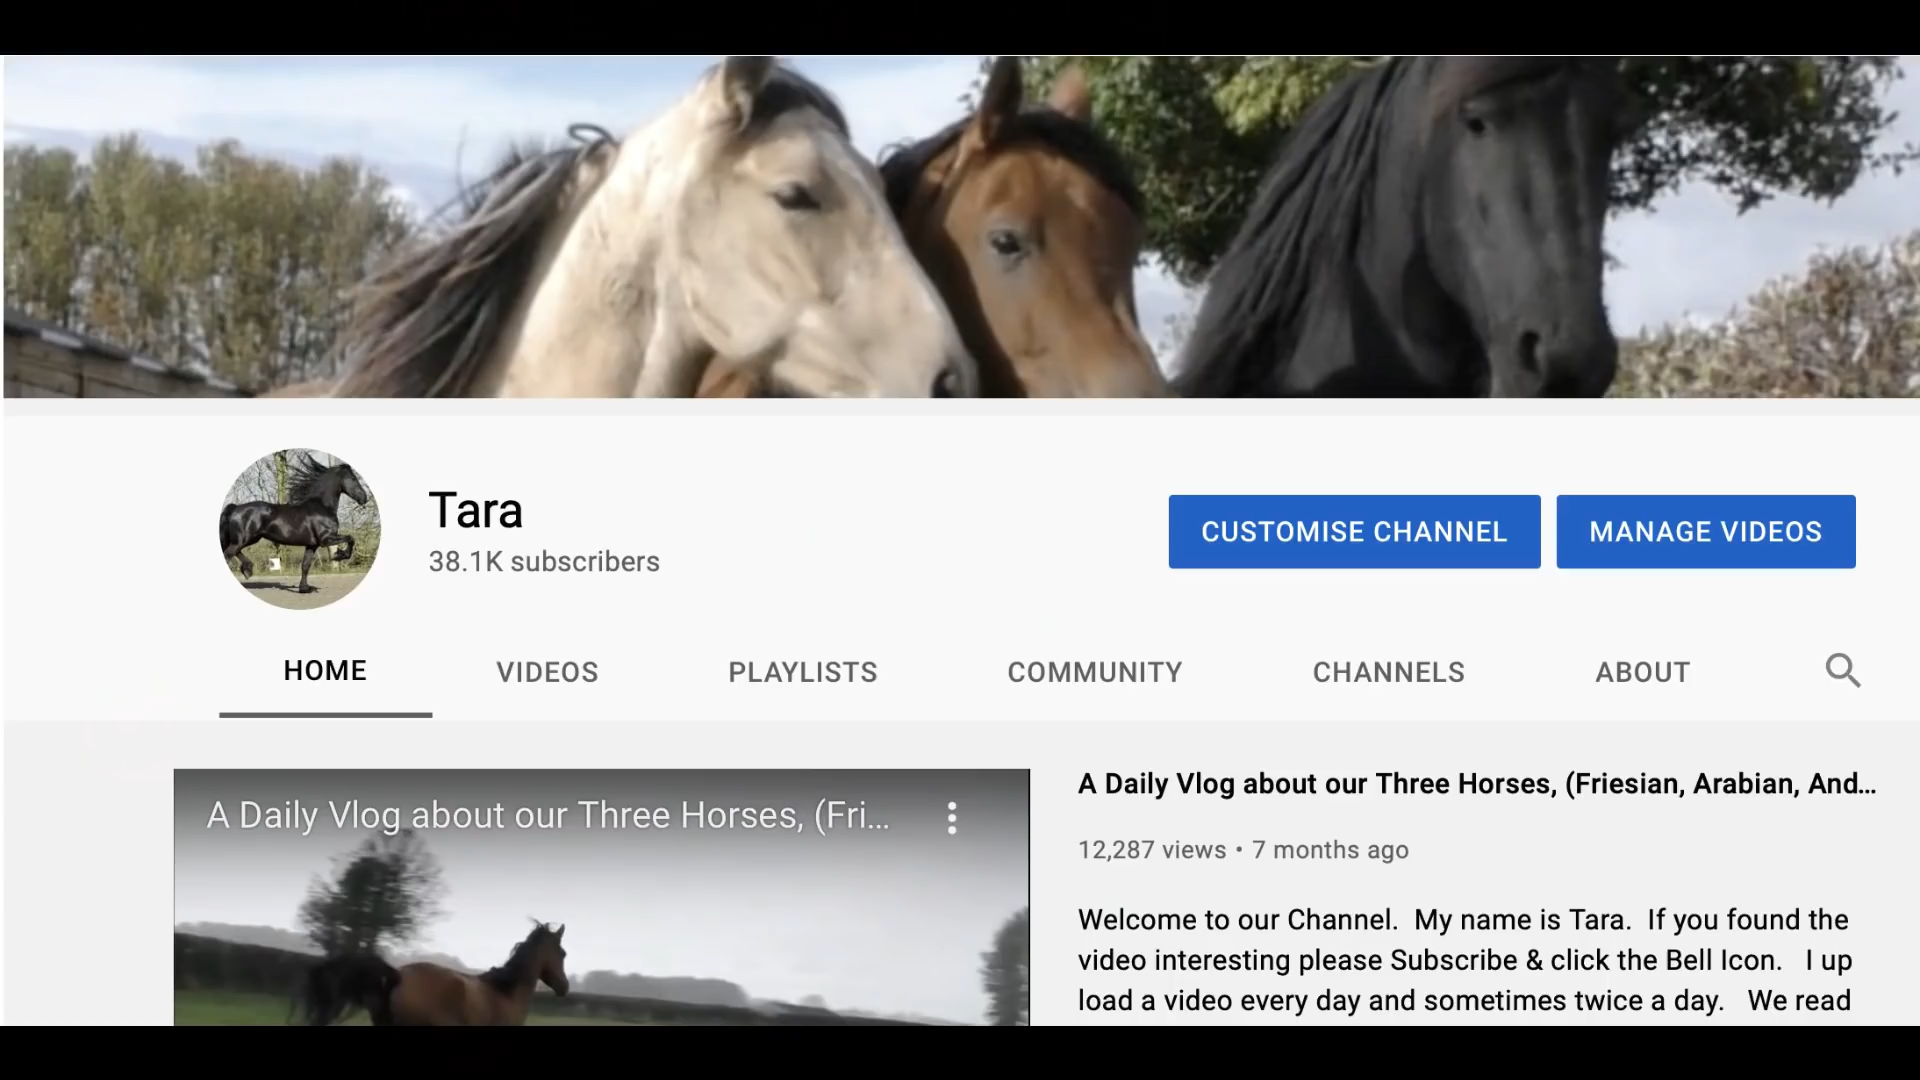 Tara
38.1K subscribers
CUSTOMISE CHANNEL
MANAGE VIDEOS
HOME
VIDEOS
PLAYLISTS
COMMUNITY
CHANNELS
ABOUT
A Daily Vlog about our Three Horses, (Fri...
A Daily Vlog about our Three Horses, (Friesian, Arabian, And...
12,287 views • 7 months ago
Welcome to our Channel. My name is Tara. If you found the
video interesting please Subscribe & click the Bell Icon. I up
load a video every day and sometimes twice a day. We read